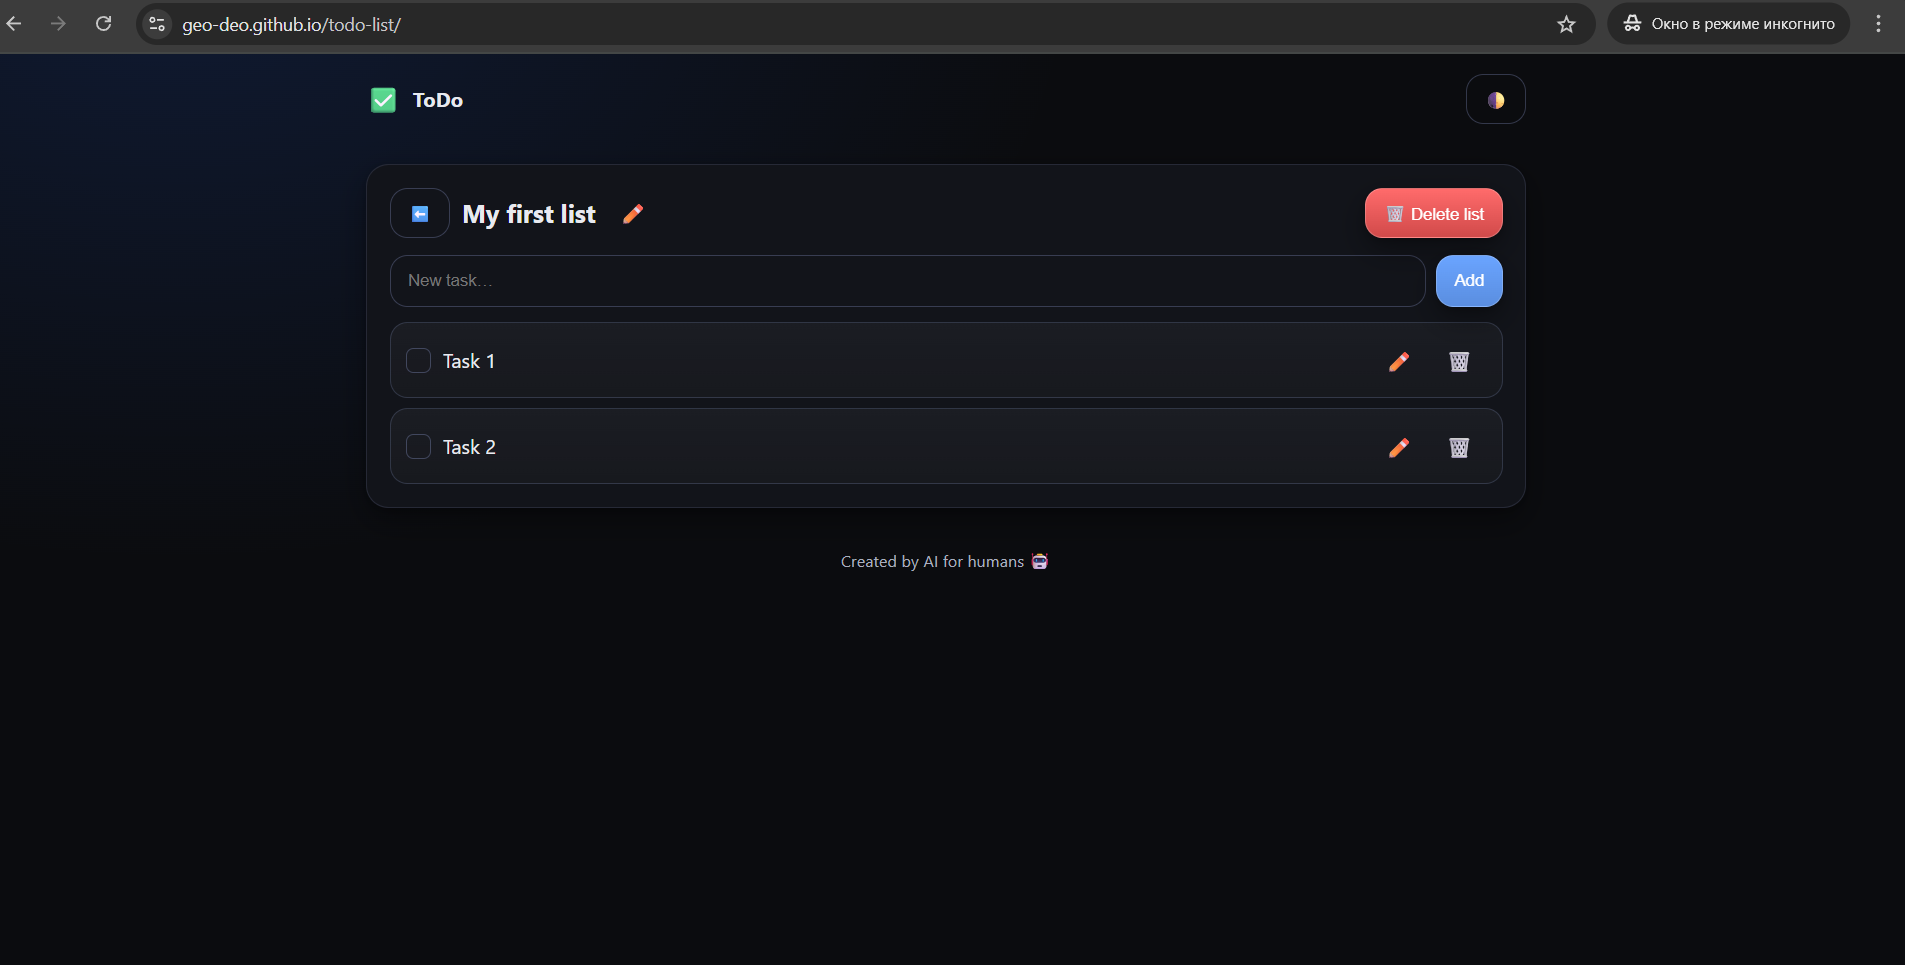 geo-deo.github.io/todo-list/
Окно в режиме инкогнито
ToDo
My first list
Delete list
New task...
Add
Task 1
Task 2
Created by AI for humans